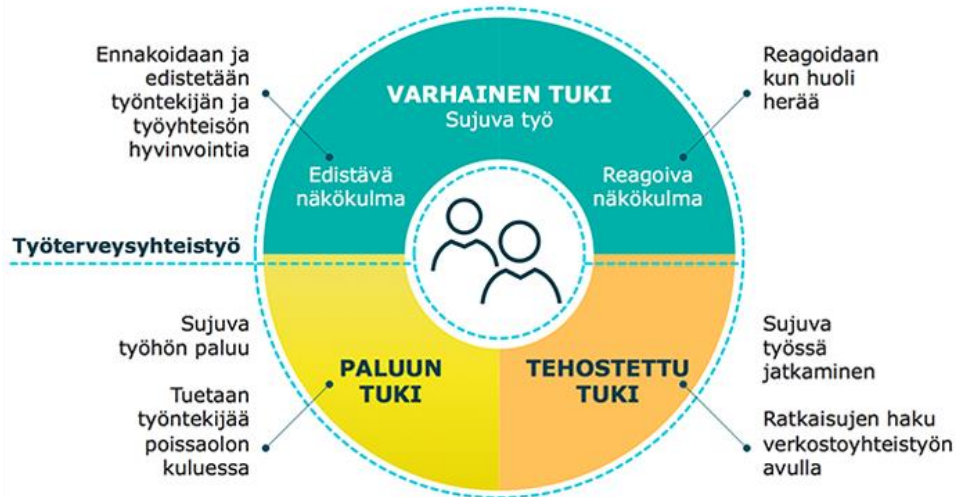 Ennakoidaan ja
edistetään
työntekijän ja
työyhteisön
hyvinvointia
VARHAINEN TUKI
Sujuva työ
Reagoidaan
kun huoli
herää
Edistävä
näkökulma
Reagoiva
näkökulma
Työterveysyhteistyö
Sujuva
työhön paluu
Tuetaan
työntekijää
poissaolon
kuluessa
PALUUN
TUKI
TEHOSTETTU
TUKI
Sujuva
työssä
jatkaminen
Ratkaisujen haku
verkostoyhteistyön
avulla